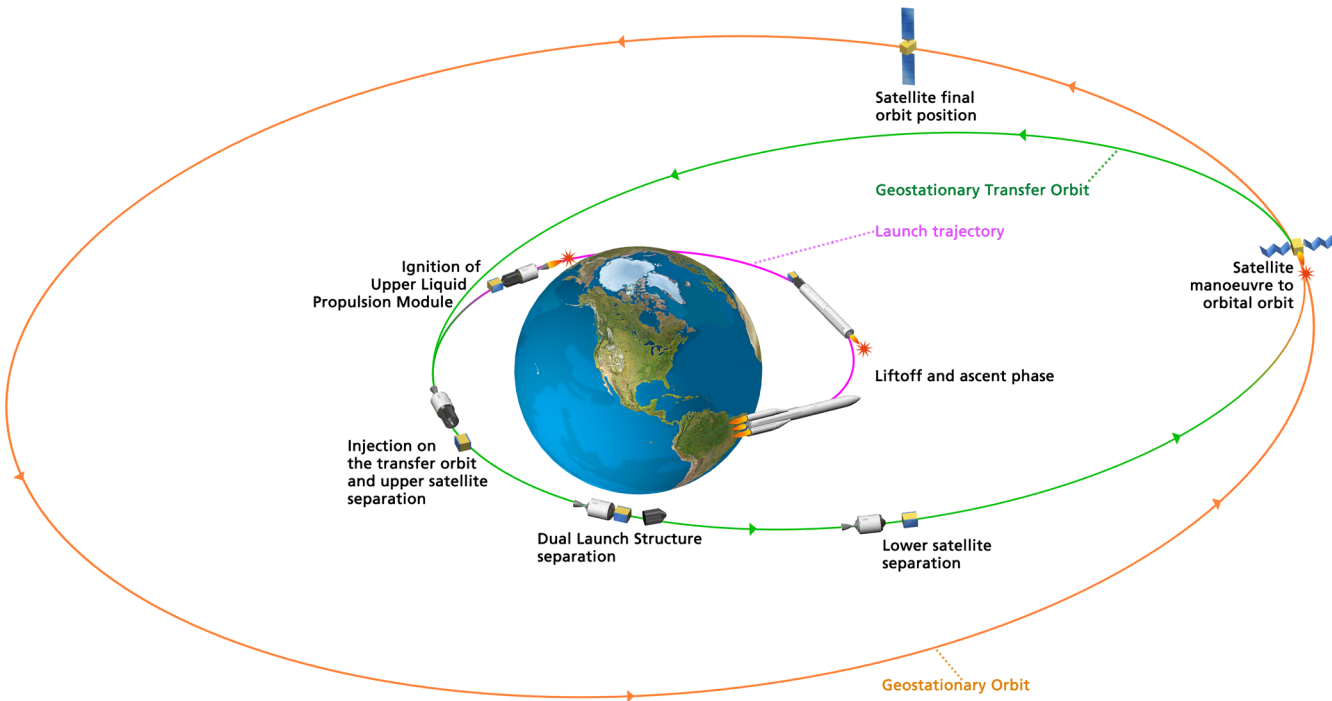 Satellite final
orbit position
Geostationary Transfer Orbit
Launch trajectory
Ignition of
Upper Liquid
Propulsion Module
Satellite
manoeuvre to
orbital orbit
Liftoff and ascent phase
Injection on
the transfer orbit
and upper satellite
separation
Dual Launch Structure
separation
Lower satellite
separation
Geostationary Orbit